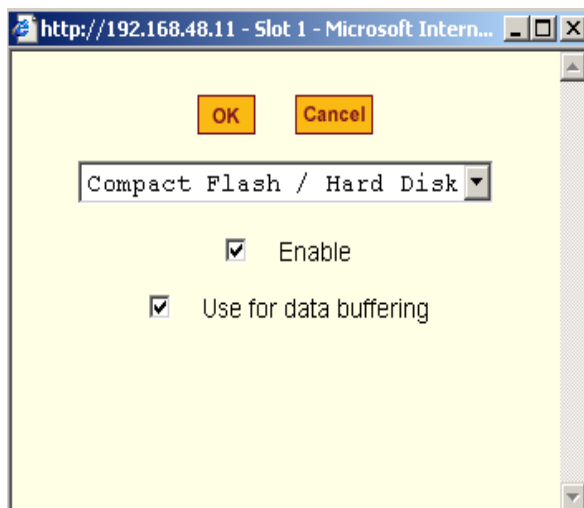 http://192.168.48.11 - Slot 1 - Microsoft Intern...
OK Cancel
Compact Flash / Hard Disk
Enable
Use for data buffering